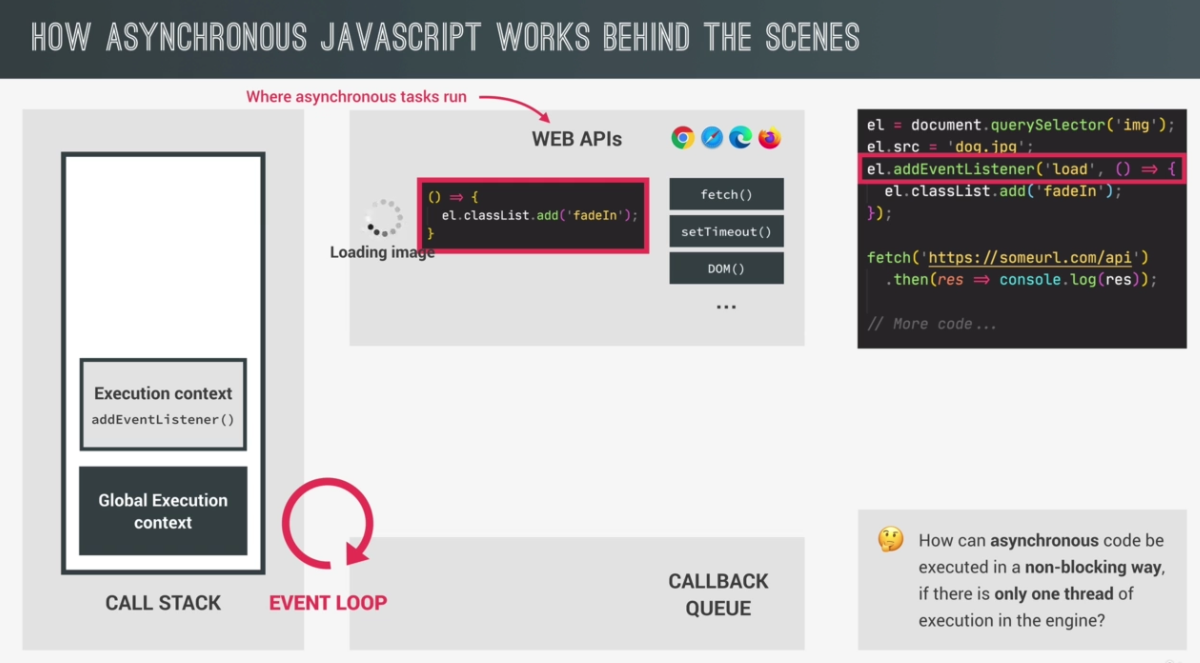 HOW ASYNCHRONOUS JAVASCRIPT WORKS BEHIND THE SCENES
Where asynchronous tasks run
WEB APIs
() => {
el.classList.add('fadeIn');
}
Loading image
fetch()
setTimeout()
DOM()
...
el = document.querySelector('img');
el.src = 'dog.jpg';
el.addEventListener('load', () => {
el.classList.add('fadeIn');
});
fetch('https://someurl.com/api')
.then(res => console.log(res));
// More code...
Execution context
addEventListener()
Global Execution
context
CALL STACK
EVENT LOOP
CALLBACK
QUEUE
How can asynchronous code be
executed in a non-blocking way,
if there is only one thread of
execution in the engine?